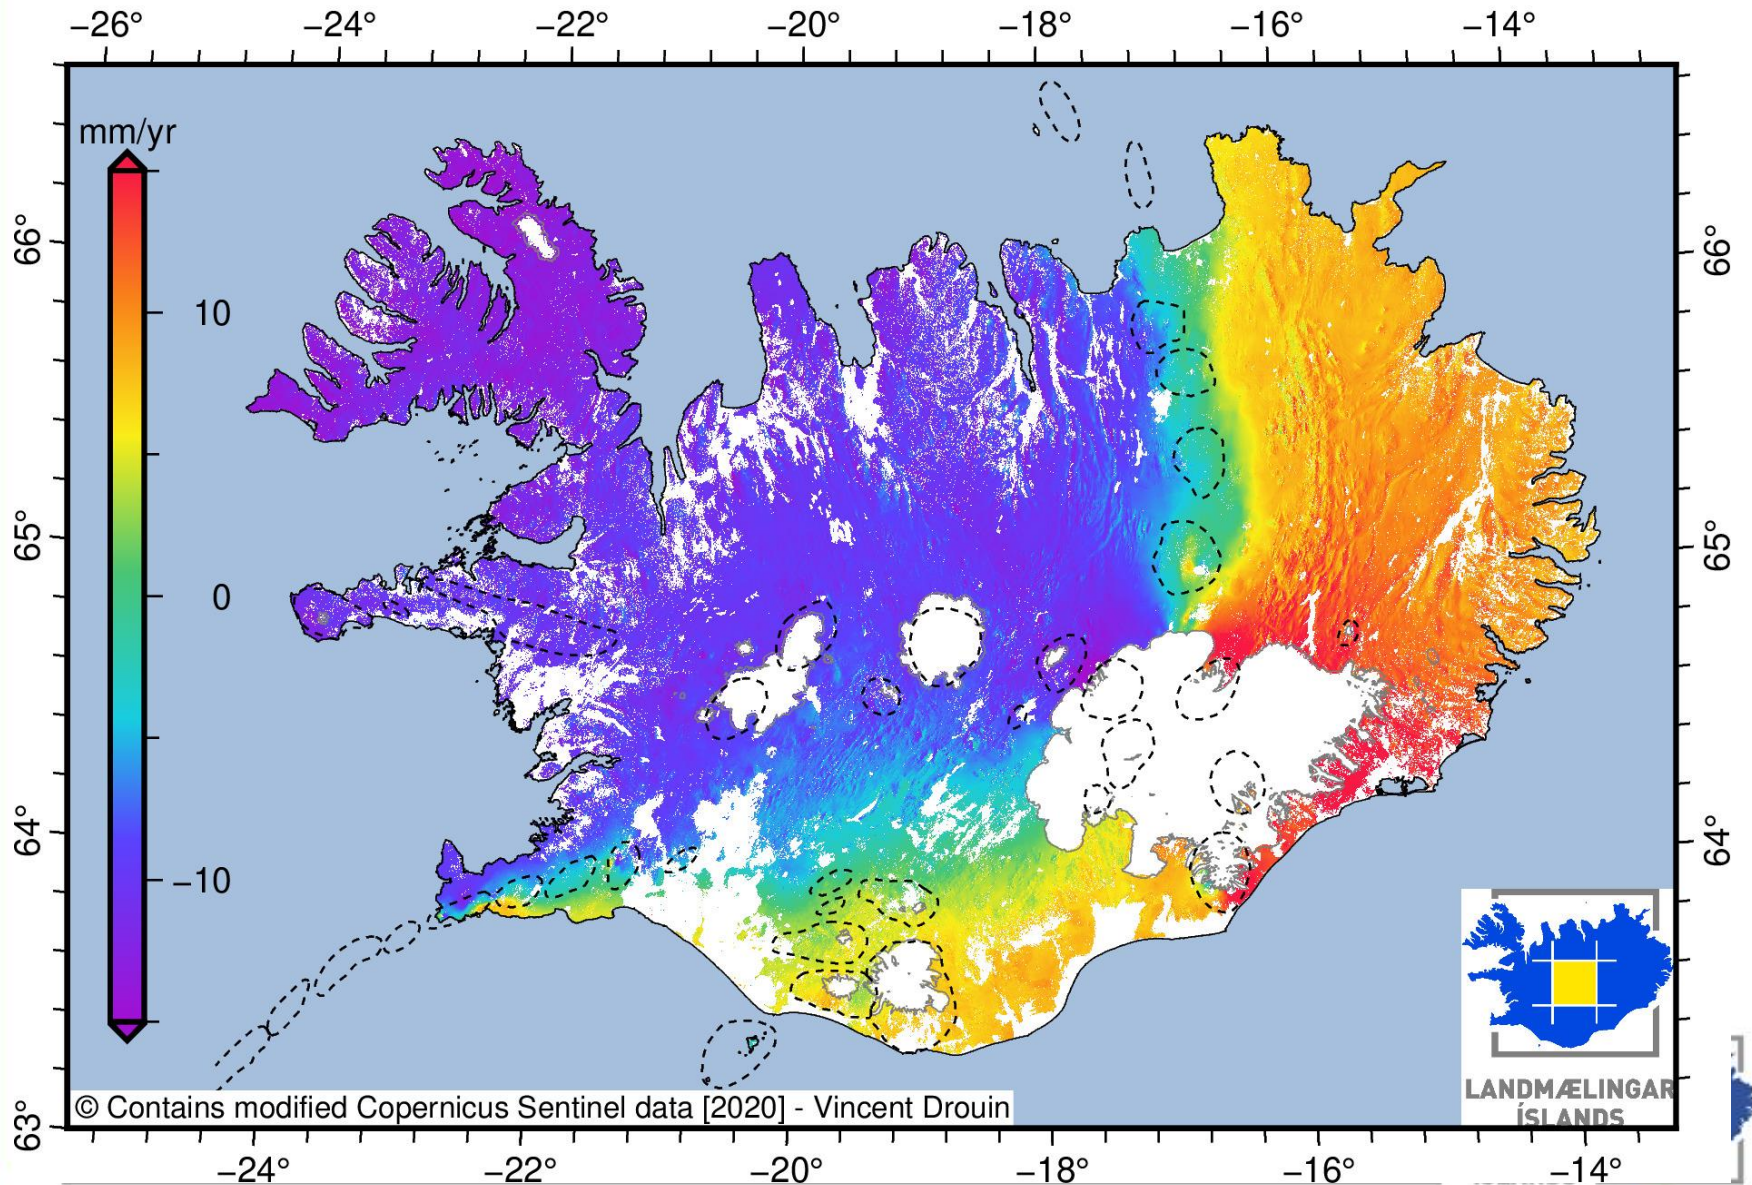 −26° −24° −22° −20° −18° −16° −14°
mm/yr
10
0
−10
66°
65°
64°
63°
66°
65°
64°
© Contains modified Copernicus Sentinel data [2020] - Vincent Drouin
LANDMÆLINGAR
ÍSLANDS
−24° −22° −20° −18° −16° −14°